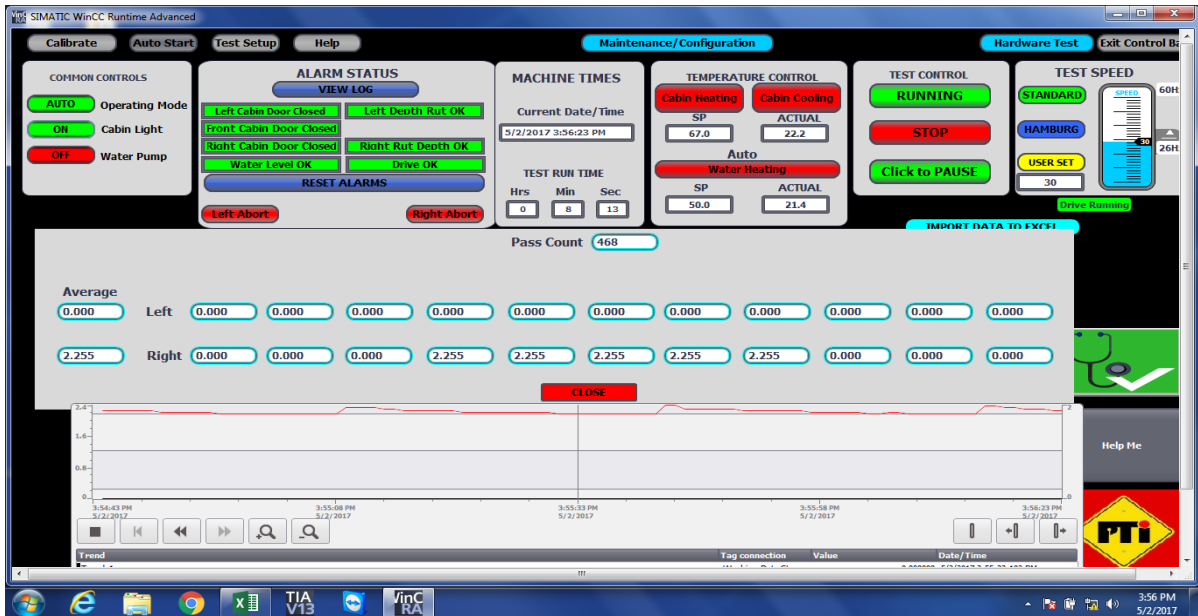 SIMATIC WinCC Runtime Advanced
Calibrate Auto Start Test Setup Help Maintenance/Configuration Hardware Test Exit Control Ba
COMMON CONTROLS
AUTO Operating Mode
ON Cabin Light
OFF Water Pump
ALARM STATUS
VIEW LOG
Left Cabin Door Closed Left Depth Rut OK
Front Cabin Door Closed
Right Cabin Door Closed Right Rut Depth OK
Water Level OK Drive OK
RESET ALARMS
Left Abort Right Abort
MACHINE TIMES
Current Date/Time
5/2/2017 3:56:23 PM
TEST RUN TIME
Hrs Min Sec
0 8 13
TEMPERATURE CONTROL
Cabin Heating Cabin Cooling
SP ACTUAL
67.0 22.2
Auto
Water Heating
SP ACTUAL
50.0 21.4
TEST CONTROL
RUNNING
STOP
Click to PAUSE
TEST SPEED
STANDARD
HAMBURG
USER SET
30
SPEED
60H
30
26H
Drive Running
IMPORT DATA TO EXCEL
Pass Count 468
Average
0.000 Left 0.000 0.000 0.000 0.000 0.000 0.000 0.000 0.000 0.000 0.000 0.000
2.255 Right 0.000 0.000 0.000 2.255 2.255 2.255 2.255 2.255 0.000 0.000 0.000
CLOSE
2.4 2
1.6
0.8
0 0
3:54:43 PM 3:55:08 PM 3:55:33 PM 3:55:58 PM 3:56:23 PM
5/2/2017 5/2/2017 5/2/2017 5/2/2017 5/2/2017
Help Me
PTi
Trend Tag connection Value Date/Time
TIA V13
WinC RA
3:56 PM
5/2/2017